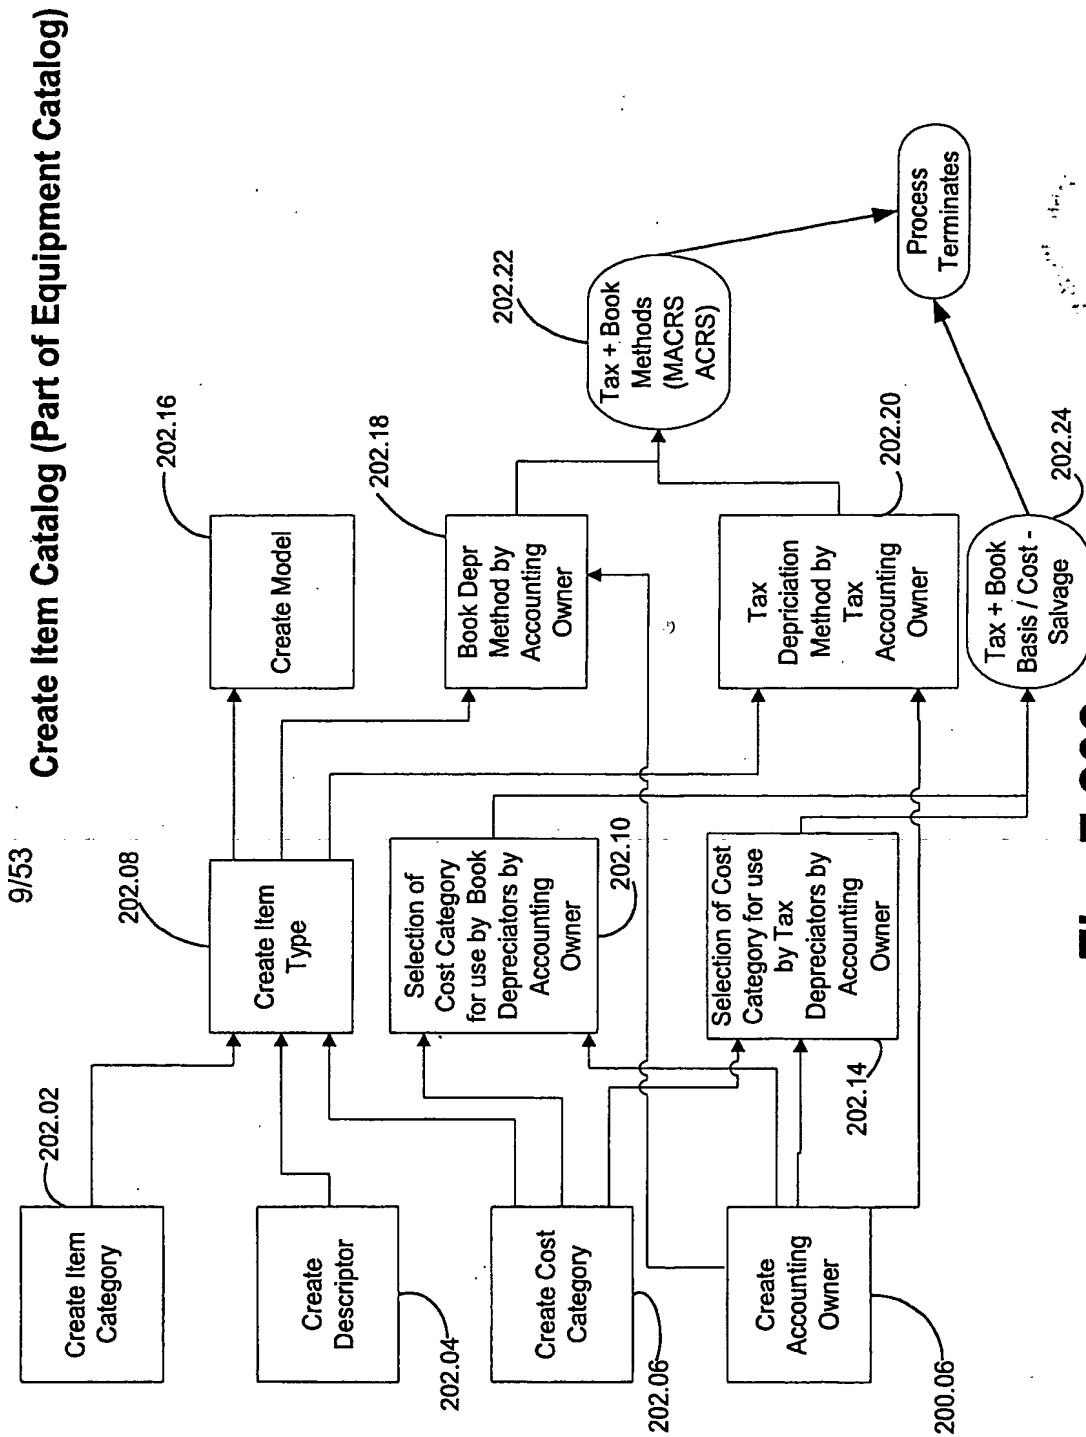 9/53
Create Item Catalog (Part of Equipment Catalog)
Create Item
Category
202.02
Create
Descriptor
202.04
Create Cost
Category
202.06
Create
Accounting
Owner
200.06
Create Item
Type
202.08
Selection of
Cost Category
for use by Book
Depreciators by
Accounting
Owner
202.10
Selection of Cost
Category for use
by Tax
Depreciators by
Accounting
Owner
202.14
Create Model
202.16
Book Depr
Method by
Accounting
Owner
202.18
Tax
Depriciation
Method by
Tax
Accounting
Owner
202.20
Tax + Book
Methods
(MACRS
ACRS)
202.22
Tax + Book
Basis / Cost -
Salvage
202.24
Process
Terminates